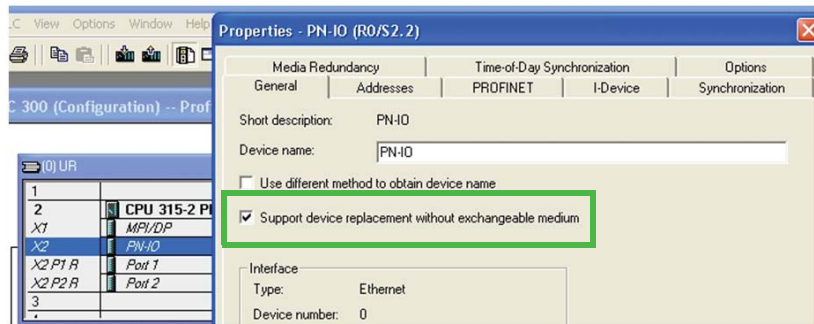 LC View Options Window Help
C 300 (Configuration) -- Prof
(0) UR
1
2 CPU 315-2 P
X1 MPI/DP
X2 PN-IO
X2 P1 R Port 1
X2 P2 R Port 2
3
Properties - PN-IO (R0/S2.2)
Media Redundancy Time-of-Day Synchronization Options
General Addresses PROFINET I-Device Synchronization
Short description: PN-IO
Device name: PN-IO
Use different method to obtain device name
Support device replacement without exchangeable medium
Interface
Type: Ethernet
Device number: 0